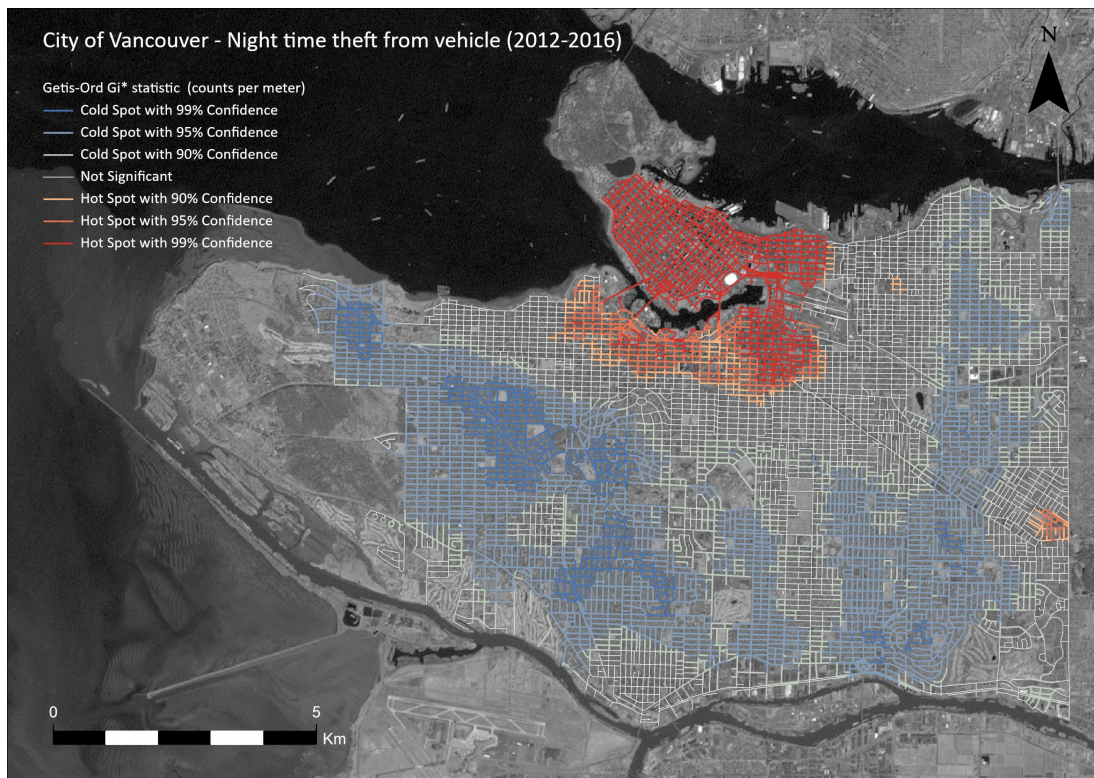 City of Vancouver - Night time theft from vehicle (2012-2016)
N
Getis-Ord Gi* statistic (counts per meter)
Cold Spot with 99% Confidence
Cold Spot with 95% Confidence
Cold Spot with 90% Confidence
Not Significant
Hot Spot with 90% Confidence
Hot Spot with 95% Confidence
Hot Spot with 99% Confidence
0 5
Km